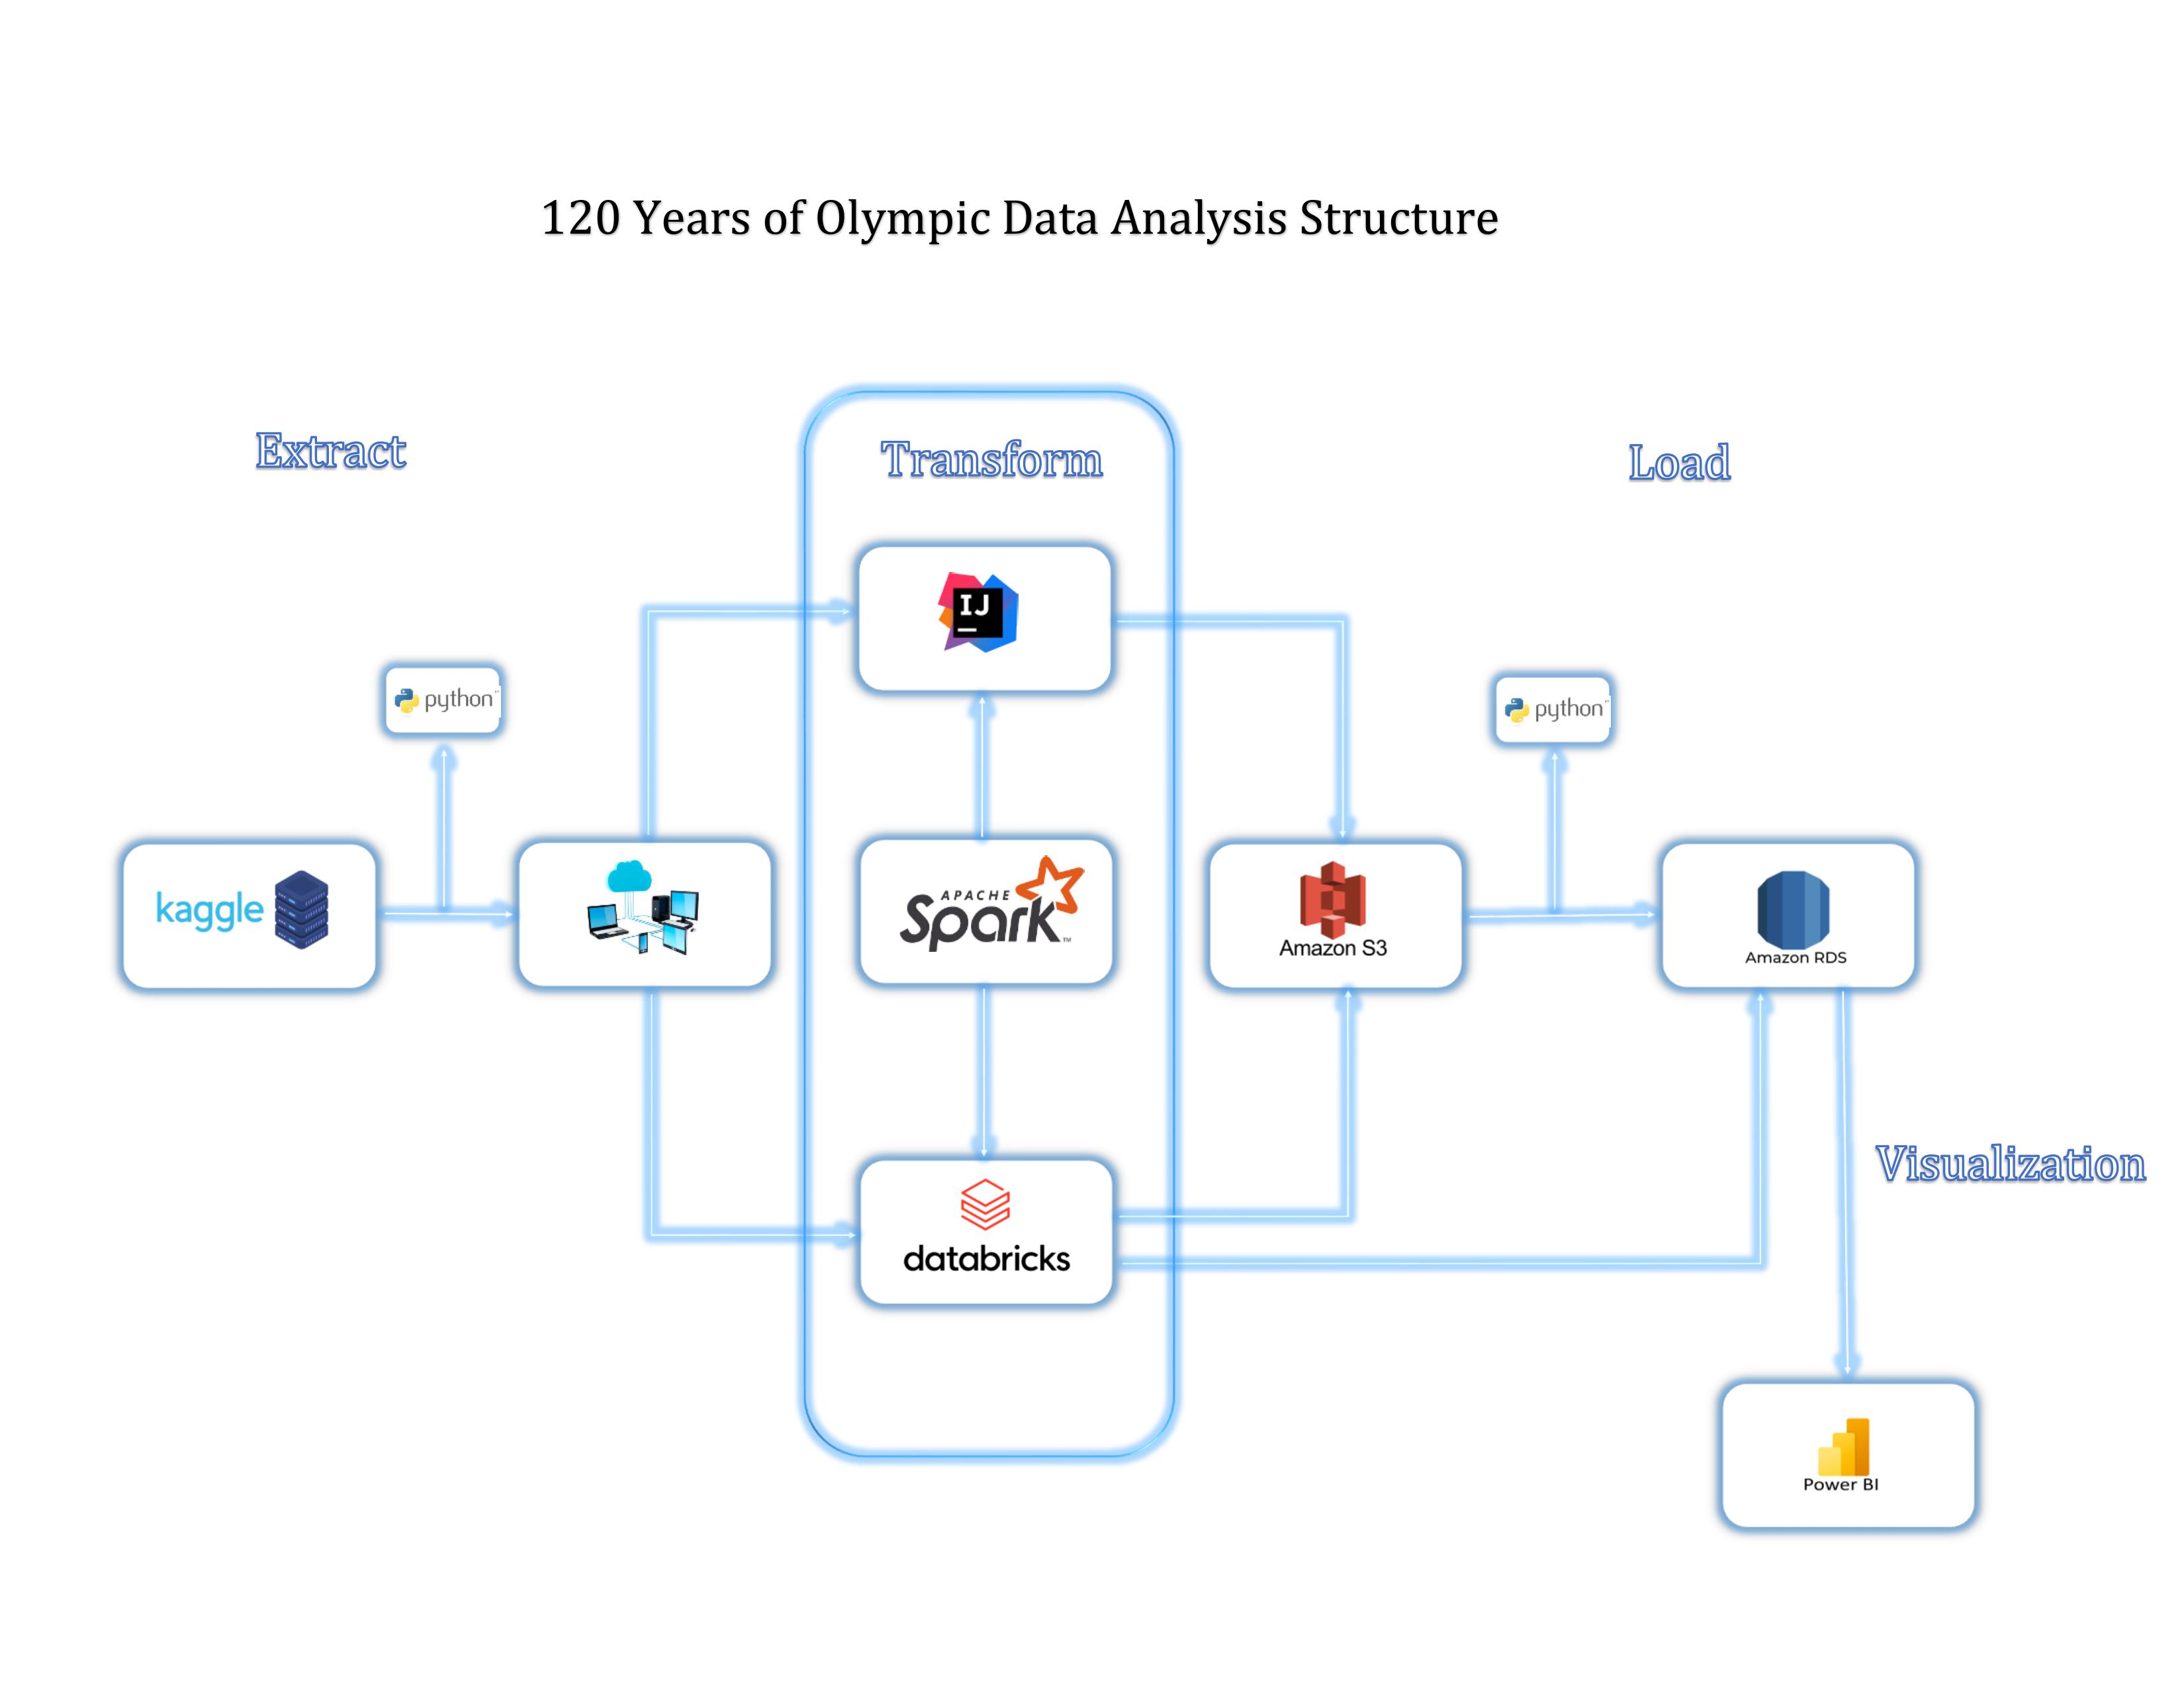 120 Years of Olympic Data Analysis Structure
Extract
Transform
Load
IJ
python
python
kaggle
APACHE
Spark™
Amazon S3
Amazon RDS
Visualization
databricks
Power BI